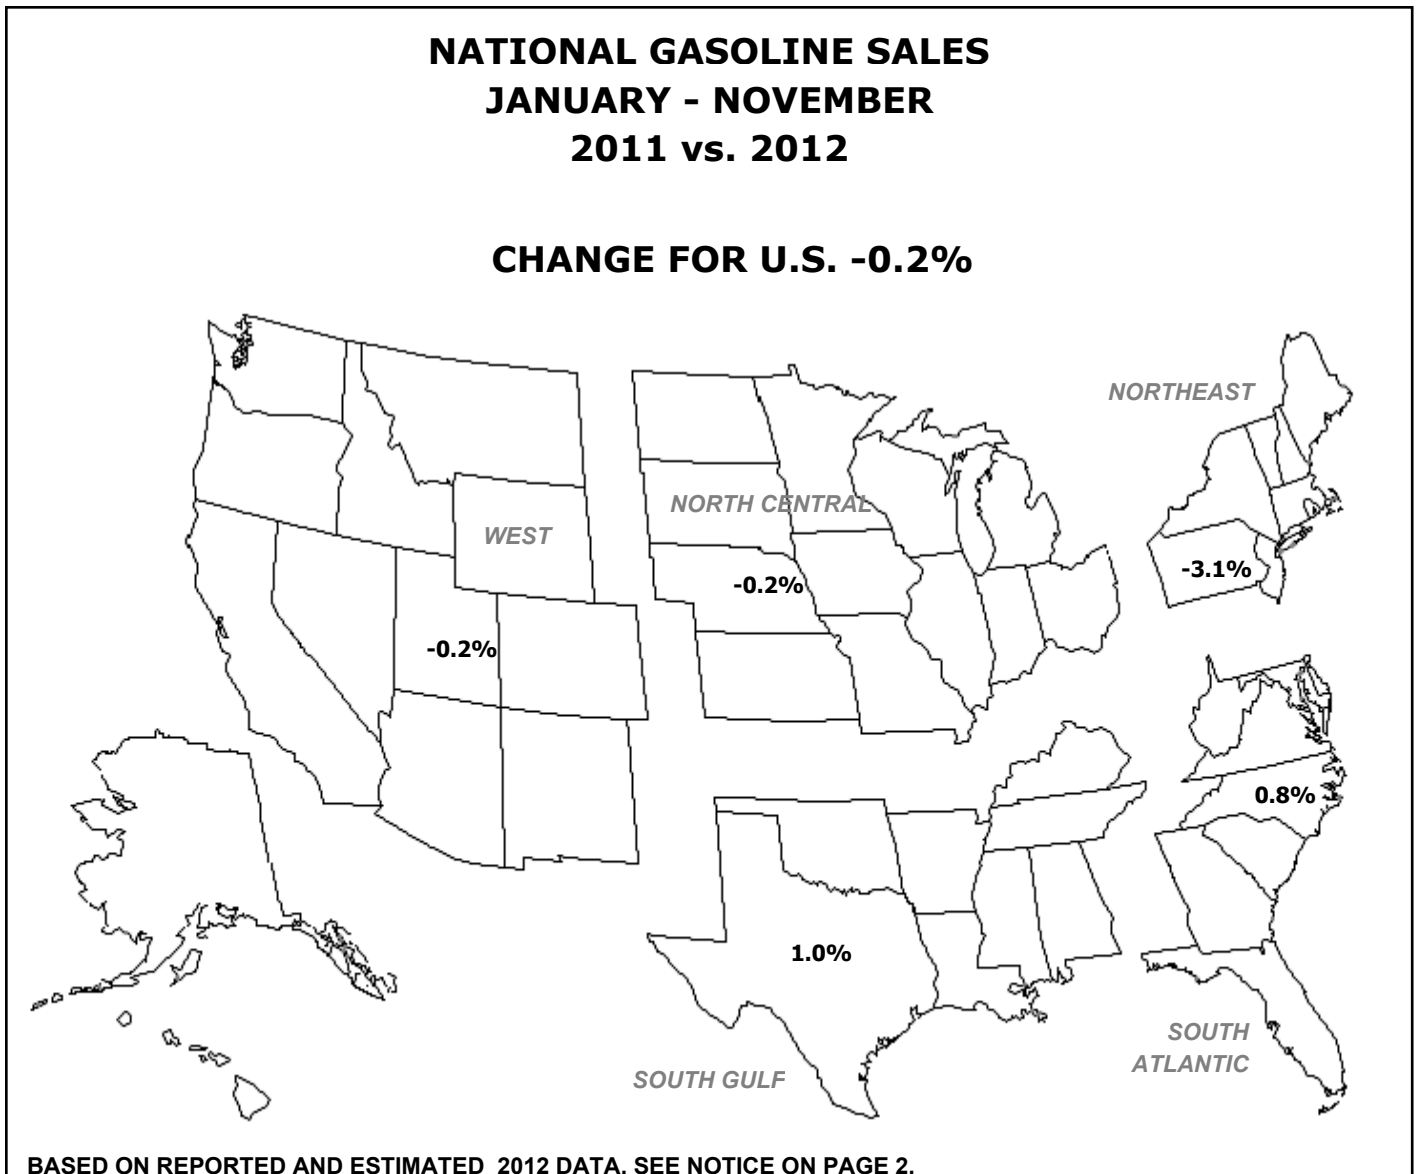 NATIONAL GASOLINE SALES
JANUARY - NOVEMBER
2011 vs. 2012
CHANGE FOR U.S. -0.2%
NORTHEAST
NORTH CENTRAL
WEST
-3.1%
-0.2%
-0.2%
0.8%
1.0%
SOUTH
ATLANTIC
SOUTH GULF
BASED ON REPORTED AND ESTIMATED  2012 DATA. SEE NOTICE ON PAGE 2.